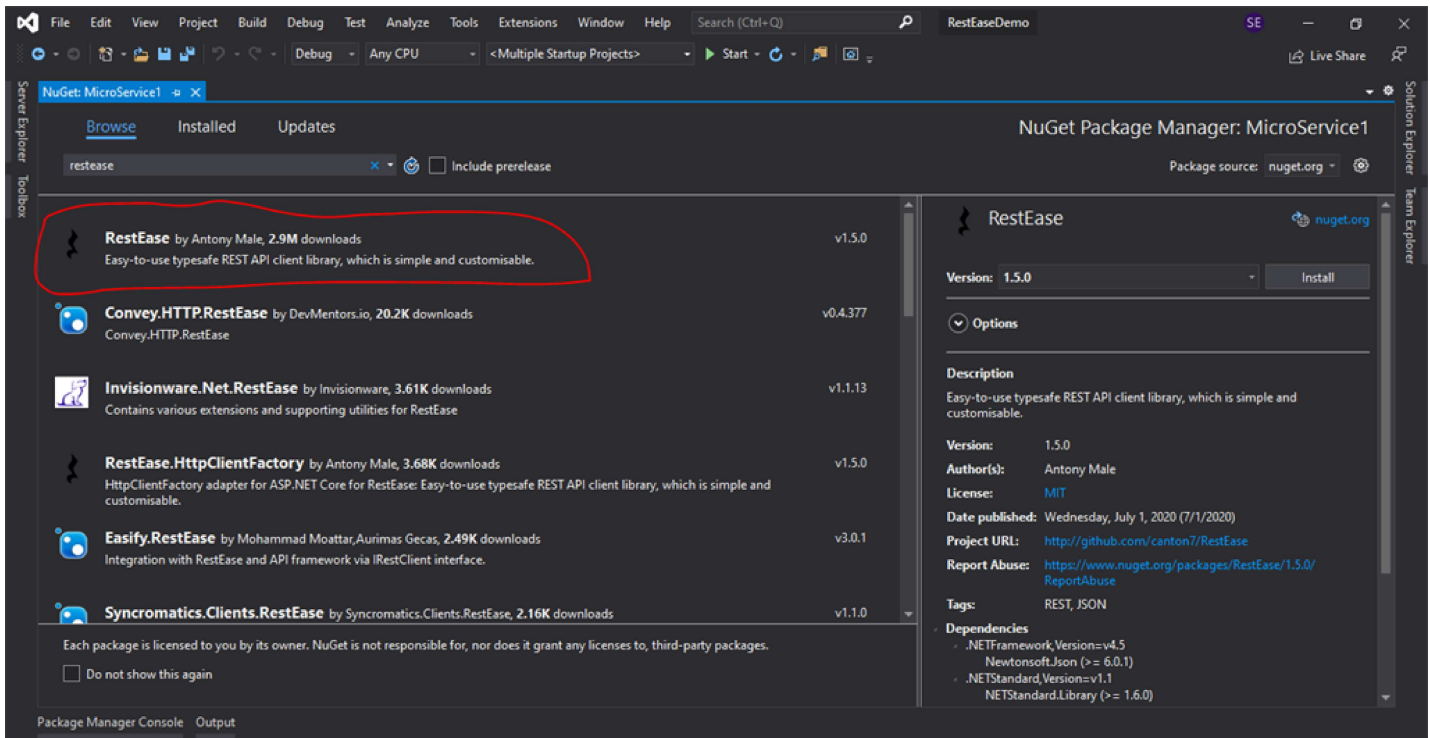 File Edit View Project Build Debug Test Analyze Tools Extensions Window Help Search (Ctrl+Q) RestEaseDemo SE
Debug Any CPU <Multiple Startup Projects> Start Live Share
Server Explorer
Toolbox
NuGet: MicroService1
Browse Installed Updates
NuGet Package Manager: MicroService1
restease Include prerelease
Package source: nuget.org
RestEase by Antony Male, 2.9M downloads v1.5.0
Easy-to-use typesafe REST API client library, which is simple and customisable.
Convey.HTTP.RestEase by DevMentors.io, 20.2K downloads v0.4.377
Convey.HTTP.RestEase
Invisionware.Net.RestEase by Invisionware, 3.61K downloads v1.1.13
Contains various extensions and supporting utilities for RestEase
RestEase.HttpClientFactory by Antony Male, 3.68K downloads v1.5.0
HttpClientFactory adapter for ASP.NET Core for RestEase: Easy-to-use typesafe REST API client library, which is simple and
customisable.
Easify.RestEase by Mohammad Moattar,Aurimas Gecas, 2.49K downloads v3.0.1
Integration with RestEase and API framework via IRestClient interface.
Syncromatics.Clients.RestEase by Syncromatics.Clients.RestEase, 2.16K downloads v1.1.0
Each package is licensed to you by its owner. NuGet is not responsible for, nor does it grant any licenses to, third-party packages.
Do not show this again
RestEase nuget.org
Version: 1.5.0 Install
Options
Description
Easy-to-use typesafe REST API client library, which is simple and
customisable.
Version: 1.5.0
Author(s): Antony Male
License: MIT
Date published: Wednesday, July 1, 2020 (7/1/2020)
Project URL: http://github.com/canton7/RestEase
Report Abuse: https://www.nuget.org/packages/RestEase/1.5.0/
ReportAbuse
Tags: REST, JSON
Dependencies
.NETFramework,Version=v4.5
Newtonsoft.Json (>= 6.0.1)
.NETStandard,Version=v1.1
NETStandard.Library (>= 1.6.0)
Solution Explorer
Team Explorer
Package Manager Console Output